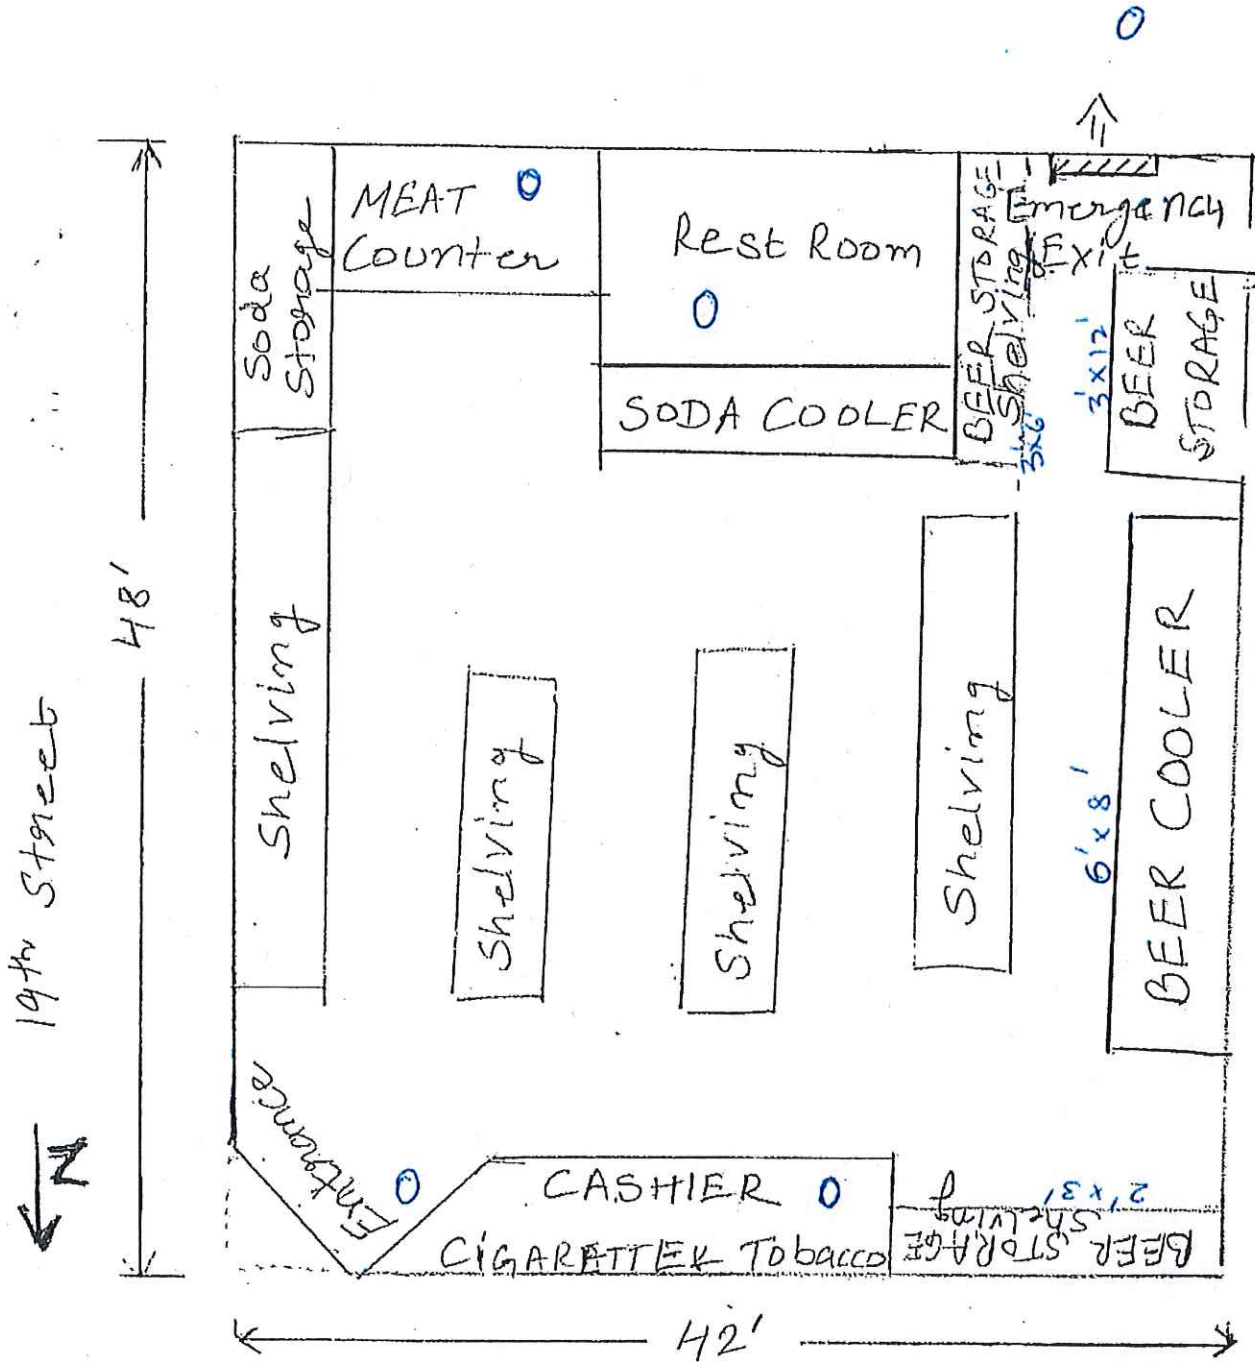 MEAT
Counter
Rest Room
BEER STORAGE
Shelving
Emergency
Exit
Soda
Storage
SODA COOLER
3'x6'
3'x12'
BEER
STORAGE
48'
19th Street
N
Shelving
Shelving
Shelving
Shelving
6'x8'
BEER COOLER
Entrance
CASHIER
CIGARETTE& Tobacco
2'x3'
Shelving
BEER STORAGE
42'